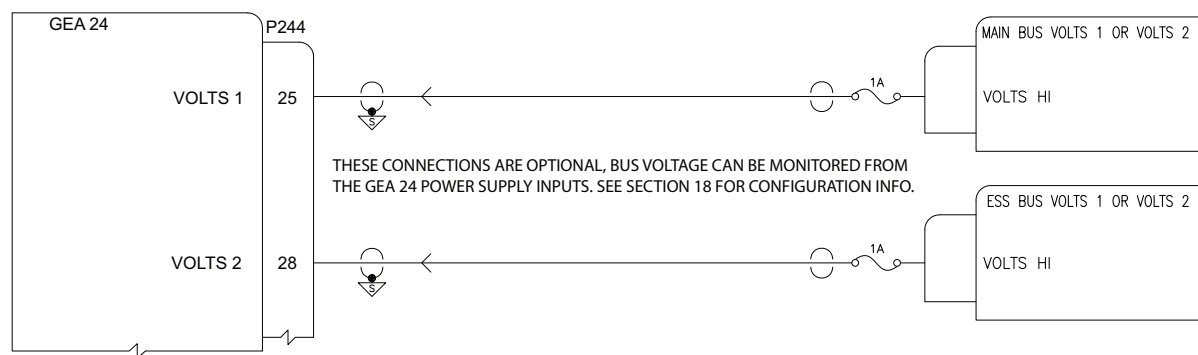 GEA 24
P244
MAIN BUS VOLTS 1 OR VOLTS 2
VOLTS 1
25
S
1A
VOLTS HI
THESE CONNECTIONS ARE OPTIONAL, BUS VOLTAGE CAN BE MONITORED FROM
THE GEA 24 POWER SUPPLY INPUTS. SEE SECTION 18 FOR CONFIGURATION INFO.
ESS BUS VOLTS 1 OR VOLTS 2
VOLTS 2
28
S
1A
VOLTS HI